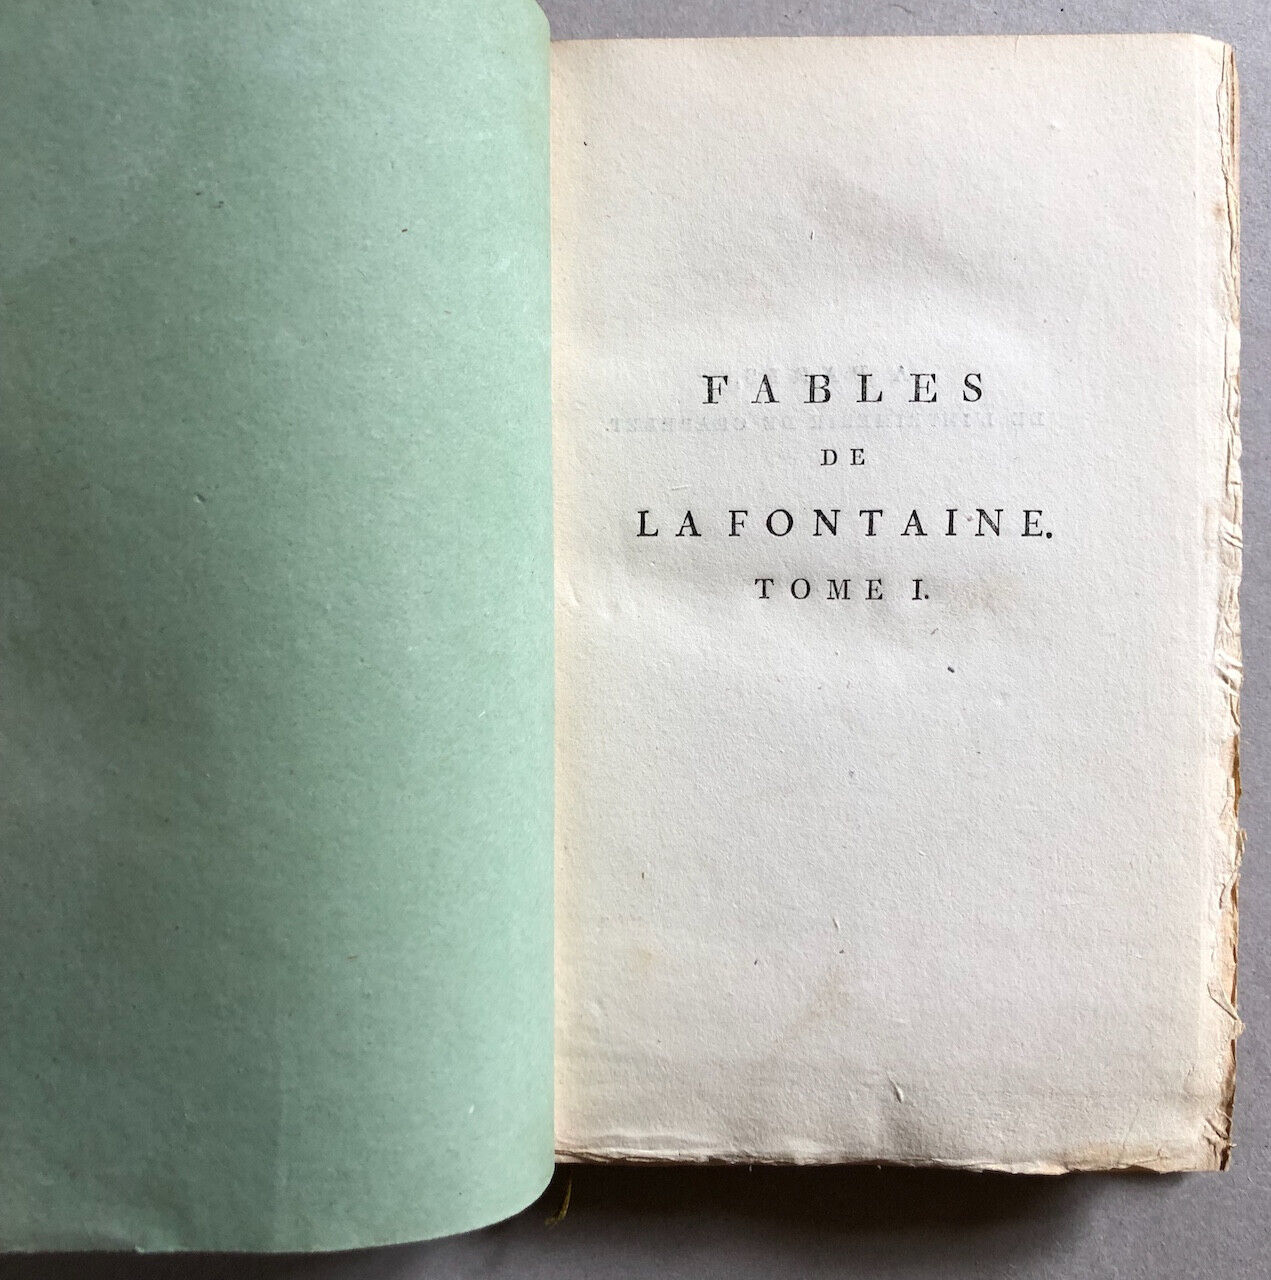 FABLES
DE
LA FONTAINE.
TOME I.